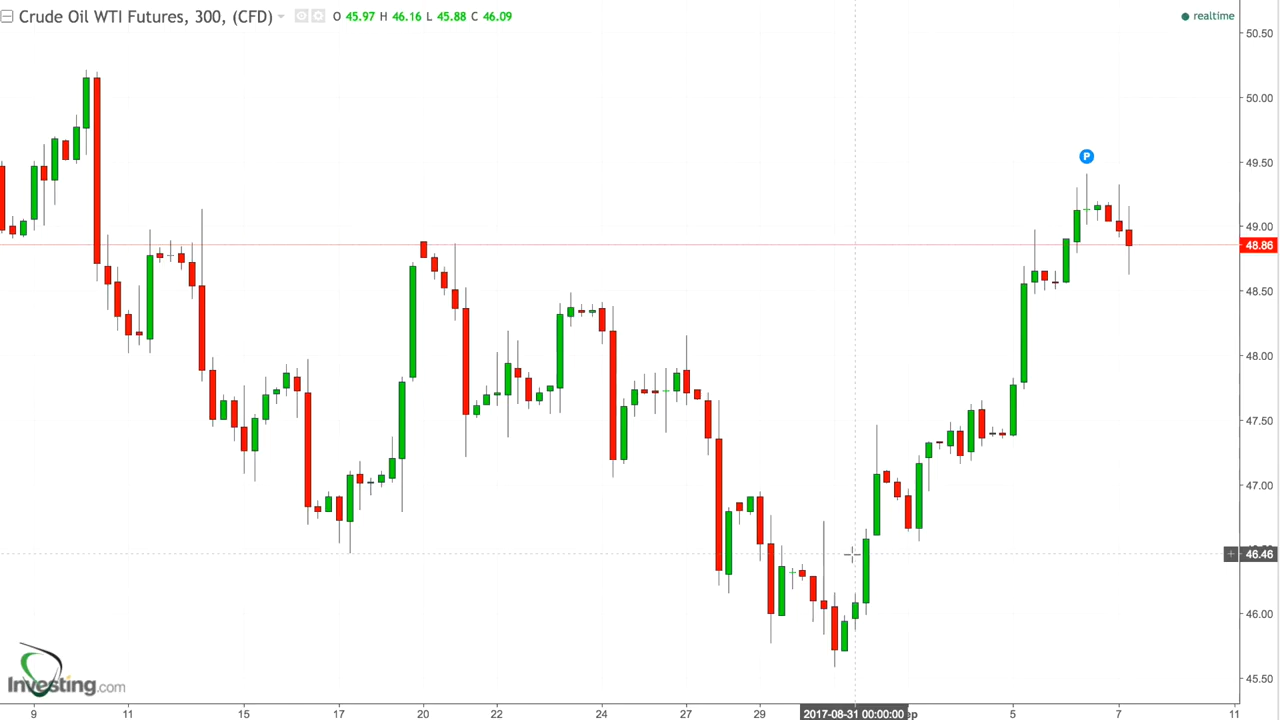 Crude Oil WTI Futures, 300, (CFD) O 45.97 H 46.16 L 45.88 C 46.09
realtime
50.50
50.00
P
49.50
49.00
48.86
48.50
48.00
47.50
47.00
46.46
46.00
45.50
Investing.com
9 11 15 17 20 22 24 27 29 2017-08-31 00:00:00 5 7 11